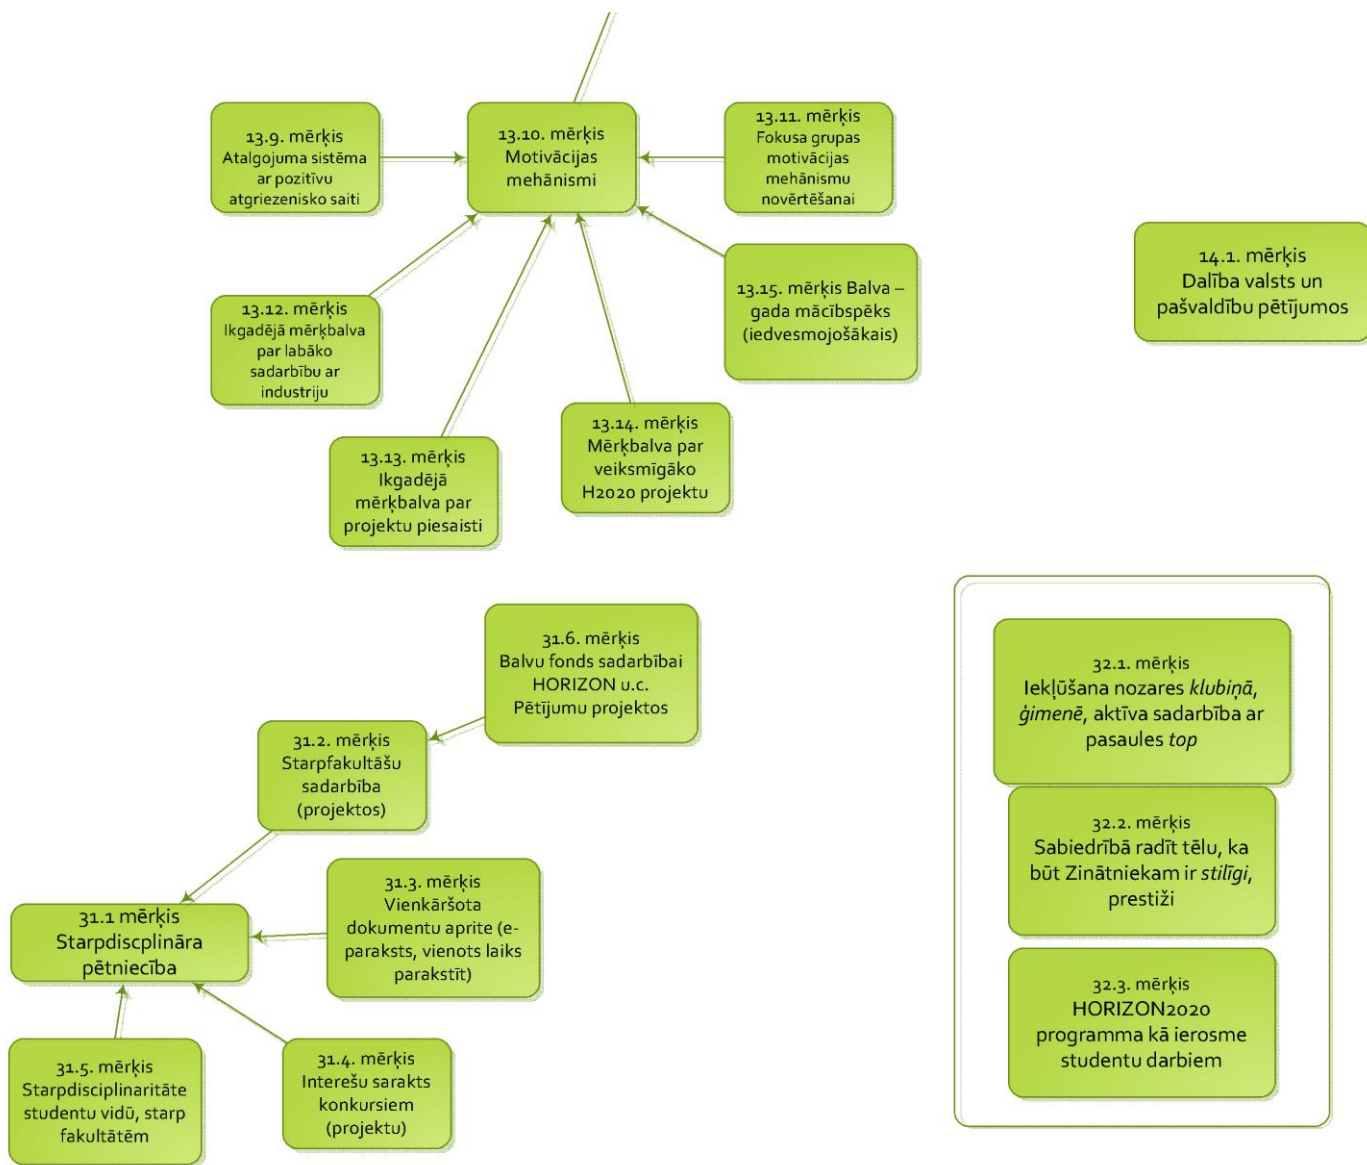 13.9. mērķis
Atalgojuma sistēma
ar pozitīvu
atgriezenisko saiti
13.10. mērķis
Motivācijas
mehānismi
13.11. mērķis
Fokusa grupas
motivācijas
mehānismu
novērtēšanai
14.1. mērķis
Dalība valsts un
pašvaldību pētījumos
13.12. mērķis
Ikgadējā mērķbalva
par labāko
sadarbību ar
industriju
13.15. mērķis Balva –
gada mācībspēks
(iedvesmojošākais)
13.13. mērķis
Ikgadējā
mērķbalva par
projektu piesaisti
13.14. mērķis
Mērķbalva par
veiksmīgāko
H2020 projektu
31.6. mērķis
Balvu fonds sadarbībai
HORIZON u.c.
Pētījumu projektos
31.2. mērķis
Starpfakultāšu
sadarbība
(projektos)
31.3. mērķis
Vienkāršota
dokumentu aprite (e-
paraksts, vienots laiks
parakstīt)
31.1 mērķis
Starpdiscplināra
pētniecība
31.5. mērķis
Starpdisciplinaritāte
studentu vidū, starp
fakultātēm
31.4. mērķis
Interešu sarakts
konkursiem
(projektu)
32.1. mērķis
Iekļūšana nozares klubiņā,
ģimenē, aktīva sadarbība ar
pasaules top
32.2. mērķis
Sabiedrībā radīt tēlu, ka
būt Zinātniekam ir stilīgi,
prestiži
32.3. mērķis
HORIZON2020
programma kā ierosme
studentu darbiem